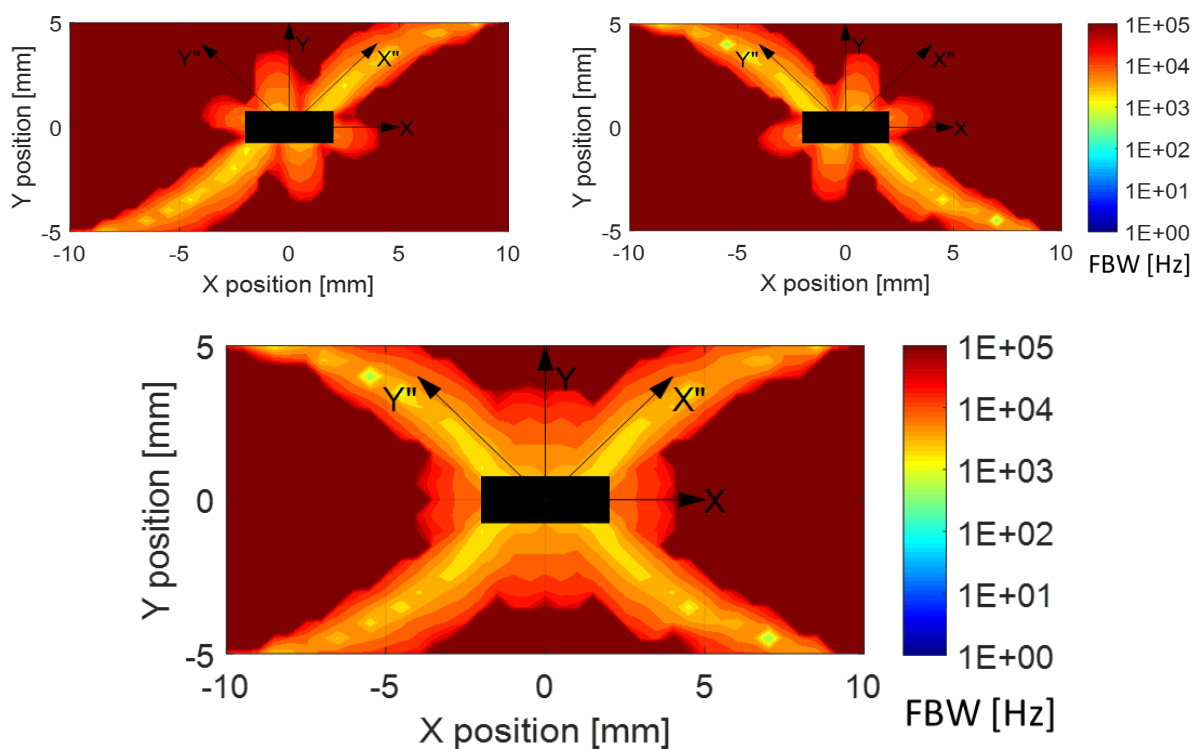 5
0
-5
Y position [mm]
Y"
Y
X"
X
-10
-5
0
5
10
X position [mm]
5
0
-5
Y position [mm]
Y"
Y
X"
X
-10
-5
0
5
10
X position [mm]
1E+05
1E+04
1E+03
1E+02
1E+01
1E+00
FBW [Hz]
5
0
-5
Y position [mm]
Y"
Y
X"
X
-10
-5
0
5
10
X position [mm]
1E+05
1E+04
1E+03
1E+02
1E+01
1E+00
FBW [Hz]